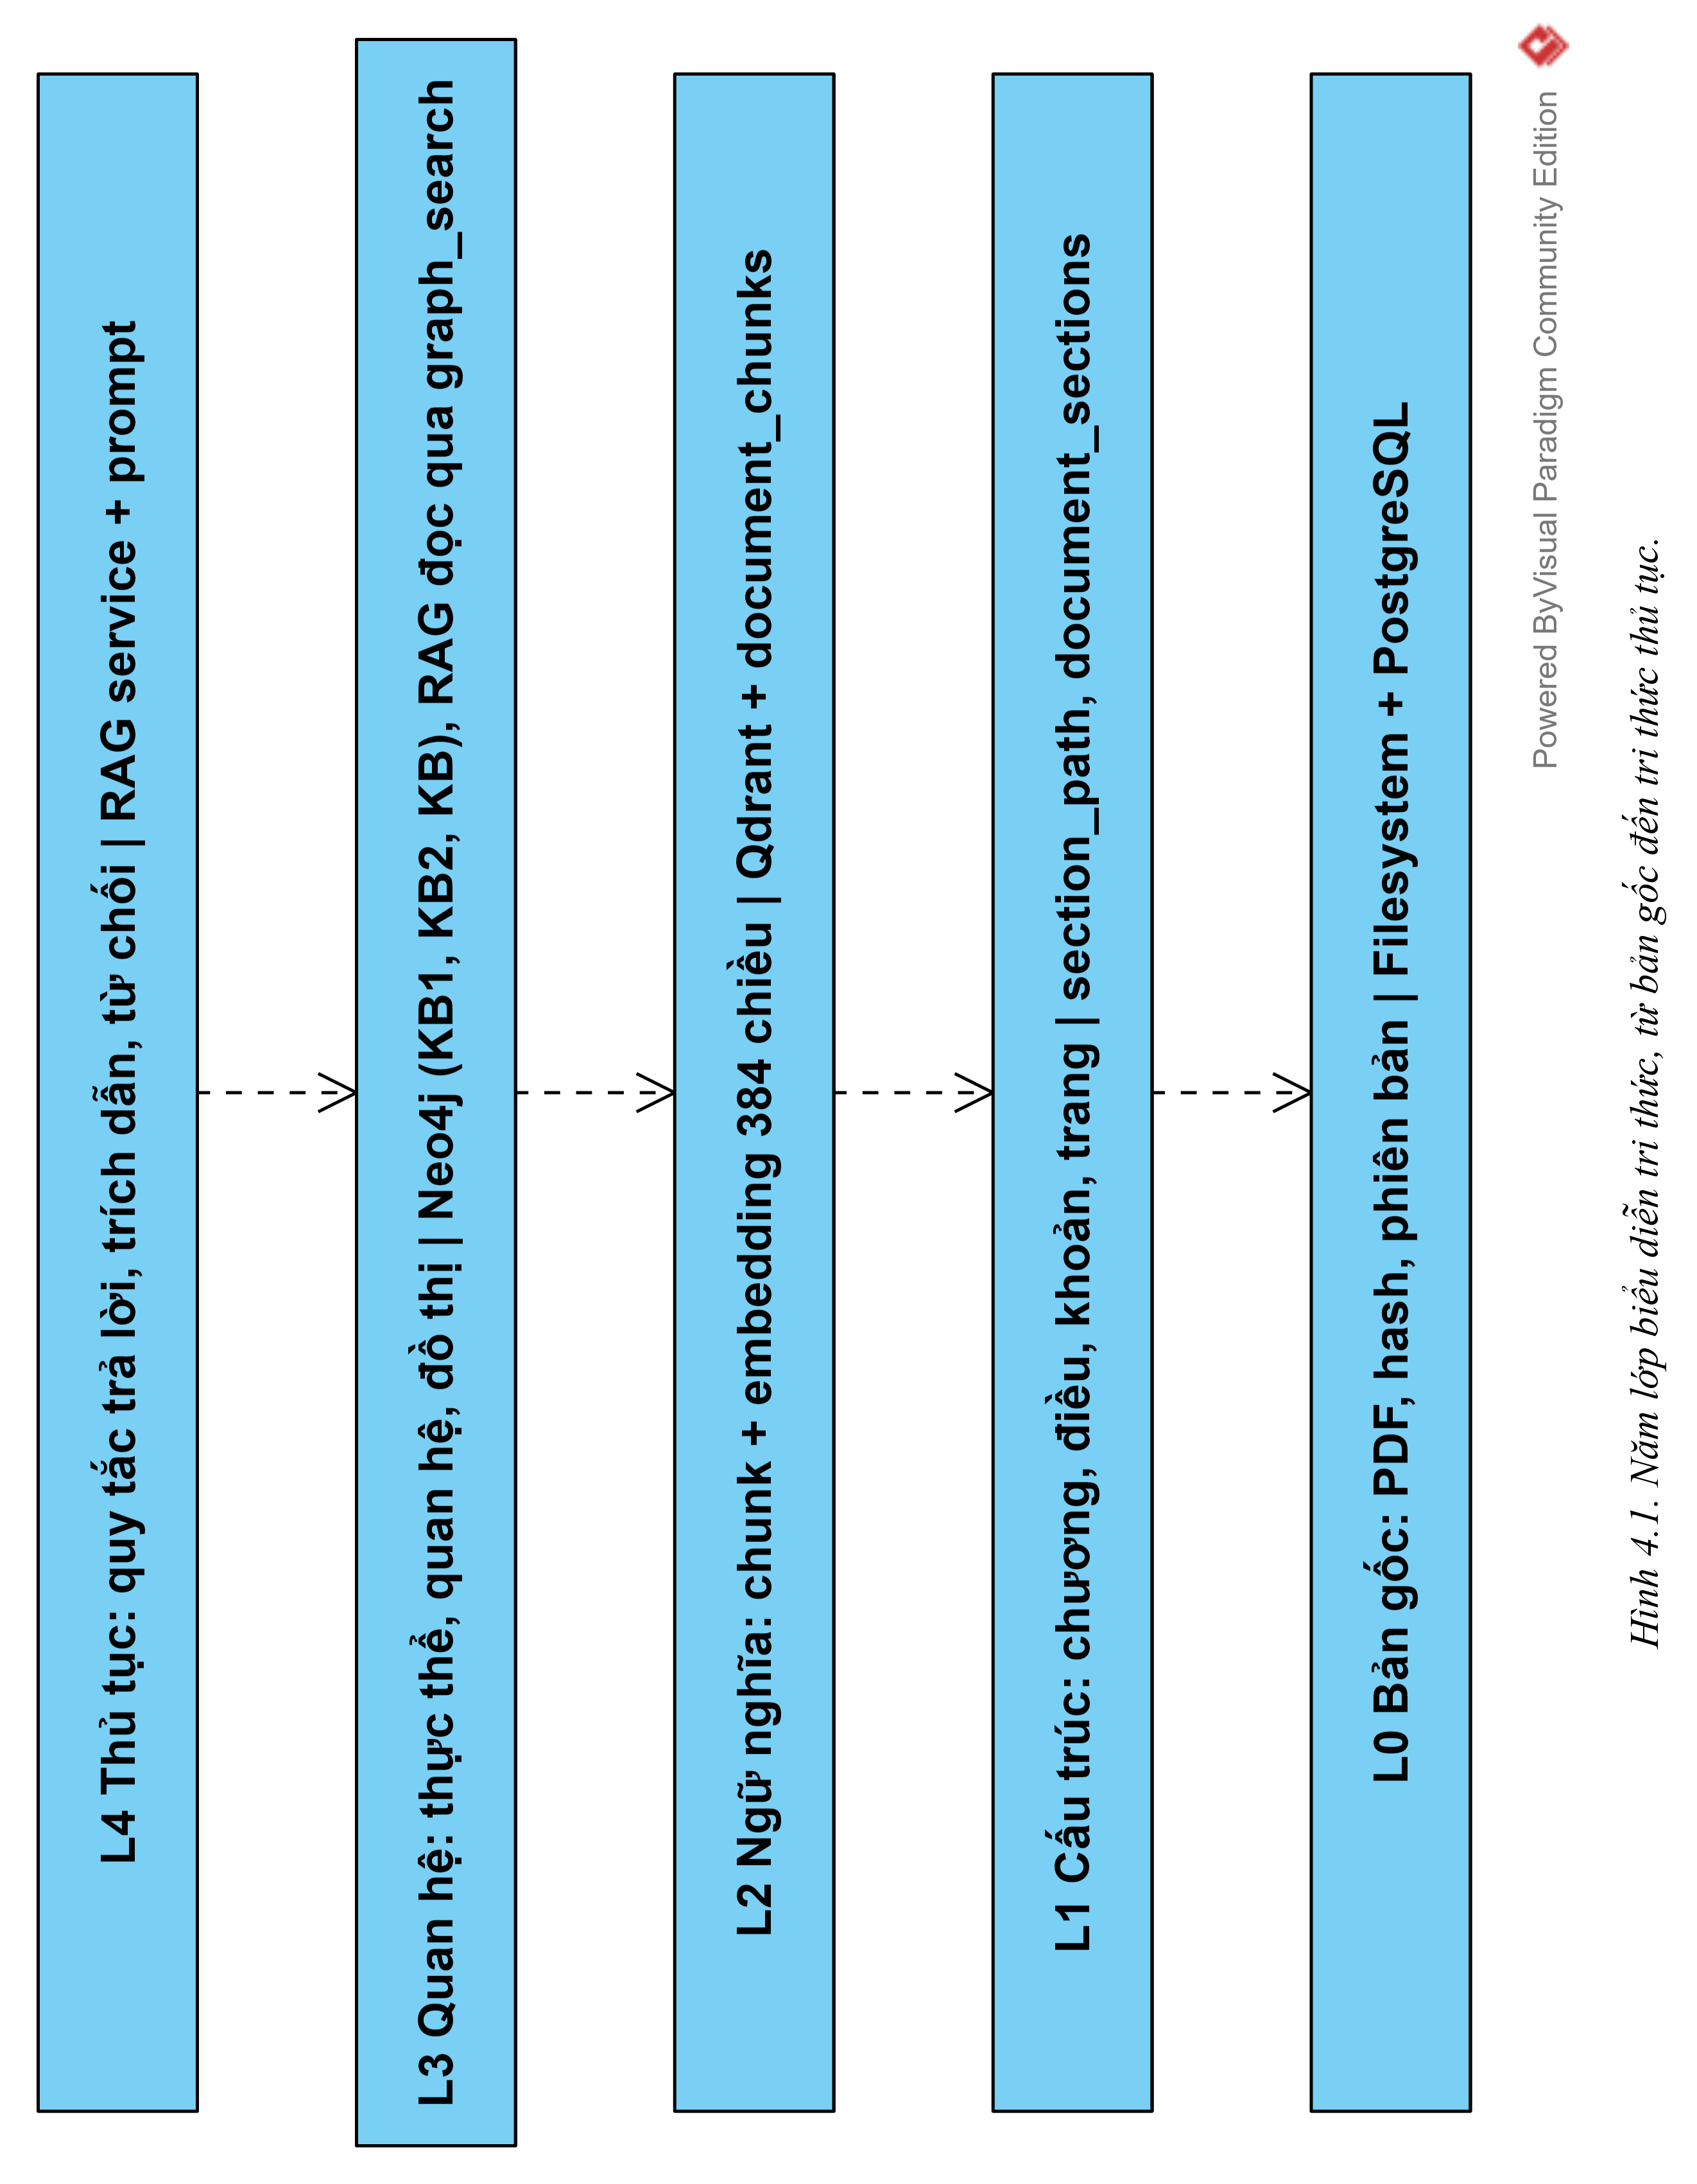 L4 Thủ tục: quy tắc trả lời, trích dẫn, từ chối | RAG service + prompt
L3 Quan hệ: thực thể, quan hệ, đồ thị | Neo4j (KB1, KB2, KB), RAG đọc qua graph_search
L2 Ngữ nghĩa: chunk + embedding 384 chiều | Qdrant + document_chunks
L1 Cấu trúc: chương, điều, khoản, trang | section_path, document_sections
L0 Bản gốc: PDF, hash, phiên bản | Filesystem + PostgreSQL
Powered ByVisual Paradigm Community Edition
Hình 4.1. Năm lớp biểu diễn tri thức, từ bản gốc đến tri thức thủ tục.